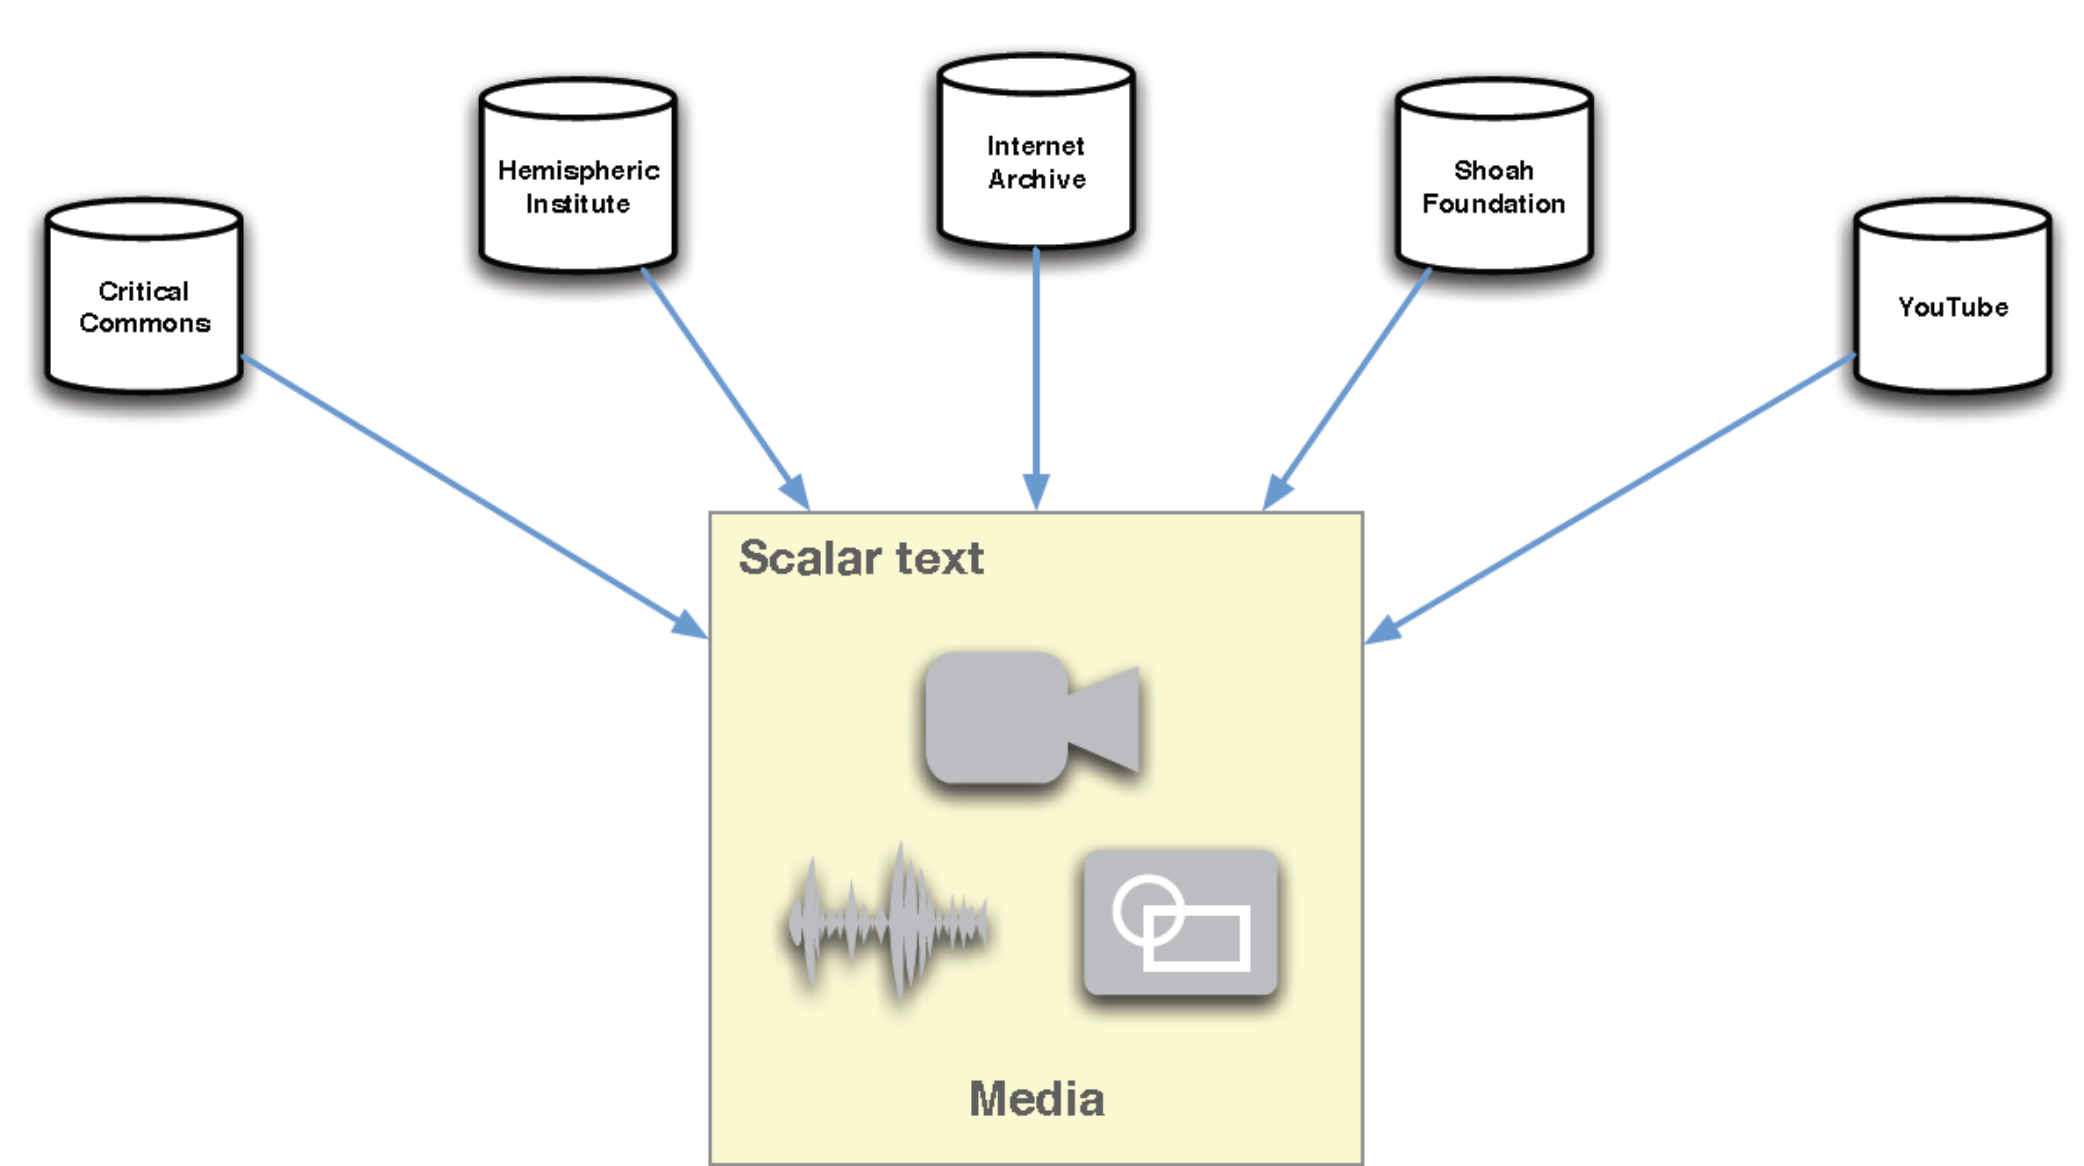 Critical
Commons
Hemispheric
Institute
Internet
Archive
Shoah
Foundation
YouTube
Scalar text
Media